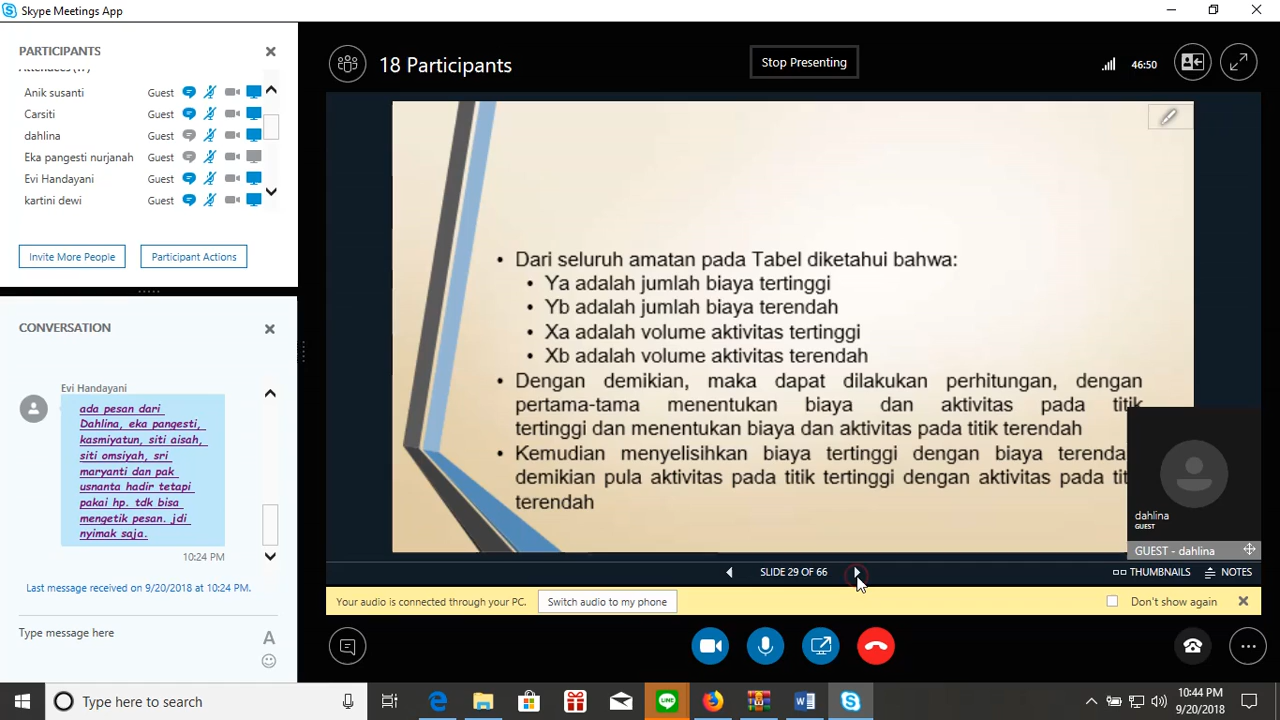 Skype Meetings App
PARTICIPANTS
Anik susanti Guest
Carsiti Guest
dahlina Guest
Eka pangesti nurjanah Guest
Evi Handayani Guest
kartini dewi Guest
Invite More People
Participant Actions
CONVERSATION
Evi Handayani
ada pesan dari
Dahlina, eka pangesti,
kasmiyatun, siti aisah,
siti omsiyah, sri
maryanti dan pak
usnanta hadir tetapi
pakai hp. tdk bisa
mengetik pesan. jdi
nyimak saja.
10:24 PM
Last message received on 9/20/2018 at 10:24 PM.
Type message here
A
18 Participants
Stop Presenting
46:50
• Dari seluruh amatan pada Tabel diketahui bahwa:
• Ya adalah jumlah biaya tertinggi
• Yb adalah jumlah biaya terendah
• Xa adalah volume aktivitas tertinggi
• Xb adalah volume aktivitas terendah
• Dengan demikian, maka dapat dilakukan perhitungan, dengan
pertama-tama menentukan biaya dan aktivitas pada titik
tertinggi dan menentukan biaya dan aktivitas pada titik terendah
• Kemudian menyelisihkan biaya tertinggi dengan biaya
demikian pula aktivitas pada titik tertinggi dengan aktivitas pada
terendah
dahlina
GUEST
GUEST - dahlina
SLIDE 29 OF 66
THUMBNAILS
NOTES
Your audio is connected through your PC.
Switch audio to my phone
Don't show again
Type here to search
10:44 PM
9/20/2018